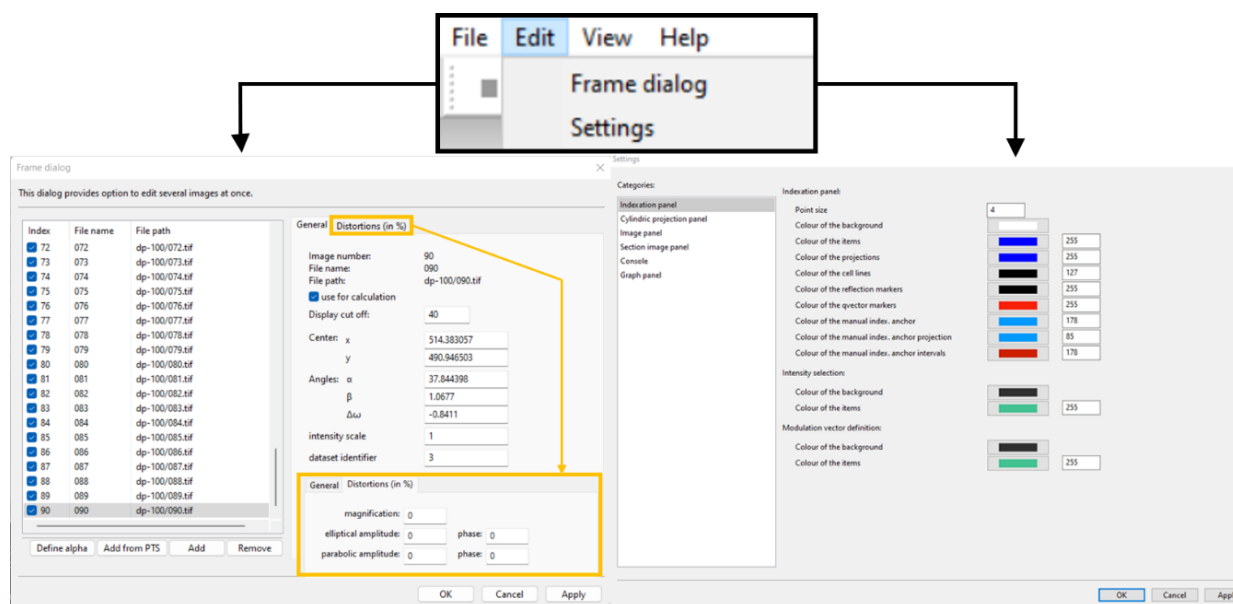 File Edit View Help
Frame dialog
Settings
Frame dialog
This dialog provides option to edit several images at once.
Index File name File path
72 072 dp-100/072.tif
73 073 dp-100/073.tif
74 074 dp-100/074.tif
75 075 dp-100/075.tif
76 076 dp-100/076.tif
77 077 dp-100/077.tif
78 078 dp-100/078.tif
79 079 dp-100/079.tif
80 080 dp-100/080.tif
81 081 dp-100/081.tif
82 082 dp-100/082.tif
83 083 dp-100/083.tif
84 084 dp-100/084.tif
85 085 dp-100/085.tif
86 086 dp-100/086.tif
87 087 dp-100/087.tif
88 088 dp-100/088.tif
89 089 dp-100/089.tif
90 090 dp-100/090.tif
Define alpha Add from PTS Add Remove
General Distortions (in %)
Image number: 90
File name: 090
File path: dp-100/090.tif
use for calculation
Display cut off: 40
Center: x 514.383057
y 490.946503
Angles: α 37.844398
β 1.0677
Δω -0.8411
intensity scale 1
dataset identifier 3
General Distortions (in %)
magnification: 0
elliptical amplitude: 0 phase: 0
parabolic amplitude: 0 phase: 0
OK Cancel Apply
Settings
Categories:
Indexation panel
Cylindric projection panel
Image panel
Section image panel
Console
Graph panel
Indexation panel:
Point size 4
Colour of the background
Colour of the items 255
Colour of the projections 255
Colour of the cell lines 127
Colour of the reflection markers 255
Colour of the qvector markers 255
Colour of the manual index. anchor 178
Colour of the manual index. anchor projection 85
Colour of the manual index. anchor intervals 178
Intensity selection:
Colour of the background
Colour of the items 255
Modulation vector definition:
Colour of the background
Colour of the items 255
OK Cancel Appl